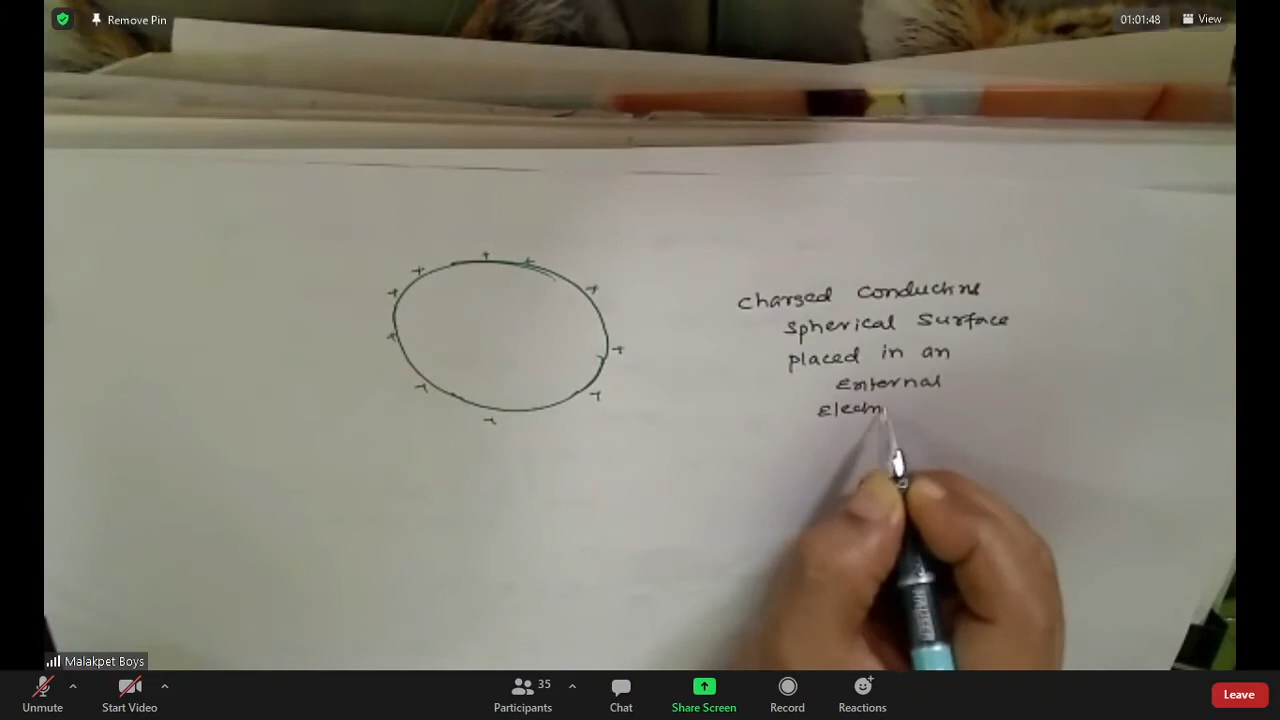 Remove Pin
01:01:48
View
Charged Conducting
Spherical Surface
placed in an
External
+ + + + + + + + + + +
Malakpet Boys
Unmute
Start Video
35
Participants
Chat
Share Screen
Record
Reactions
Leave